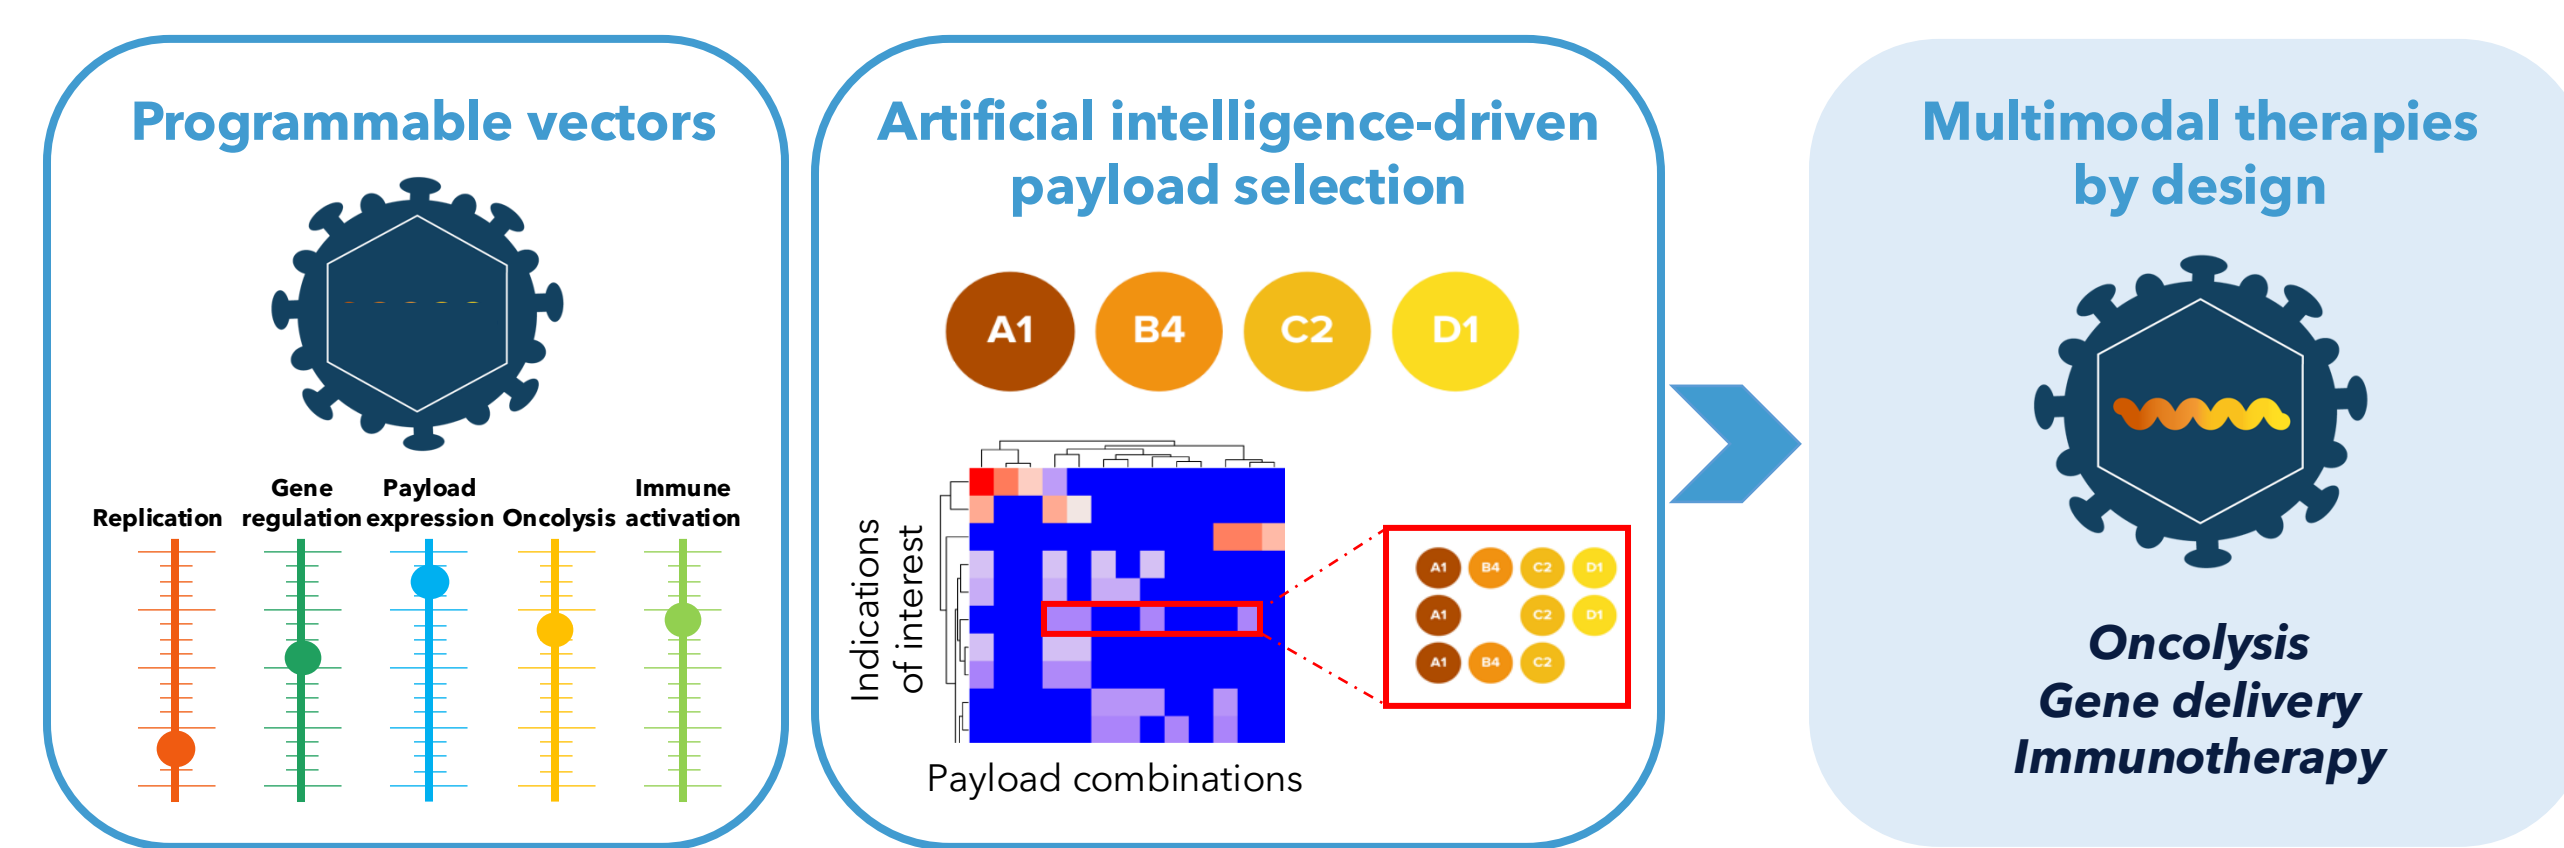 Programmable vectors
Replication
Gene
regulation
Payload
expression
Oncolysis
Immune
activation
Artificial intelligence-driven
payload selection
A1 B4 C2 D1
Indications
of interest
Payload combinations
A1 B4 C2 D1
A1 C2 D1
A1 B4 C2
Multimodal therapies
by design
Oncolysis
Gene delivery
Immunotherapy